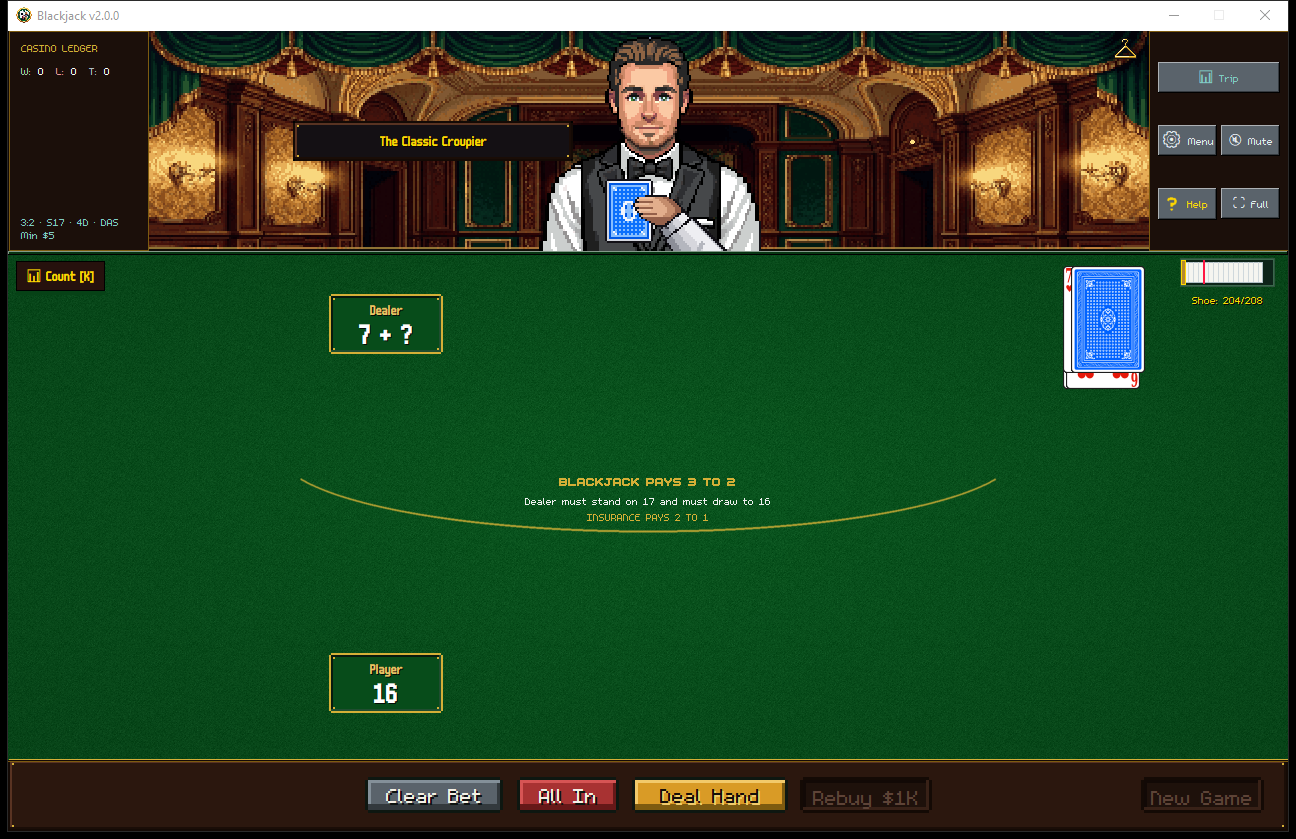 Blackjack v2.0.0
CASINO LEDGER
W: 0 L: 0 T: 0
3:2 · S17 · 4D · DAS
Min $5
The Classic Croupier
Trip
Menu
Mute
Help
Full
Count [K]
Dealer
7 + ?
7
6
Shoe: 204/208
BLACKJACK PAYS 3 TO 2
Dealer must stand on 17 and must draw to 16
INSURANCE PAYS 2 TO 1
Player
16
Clear Bet
All In
Deal Hand
Rebuy $1K
New Game